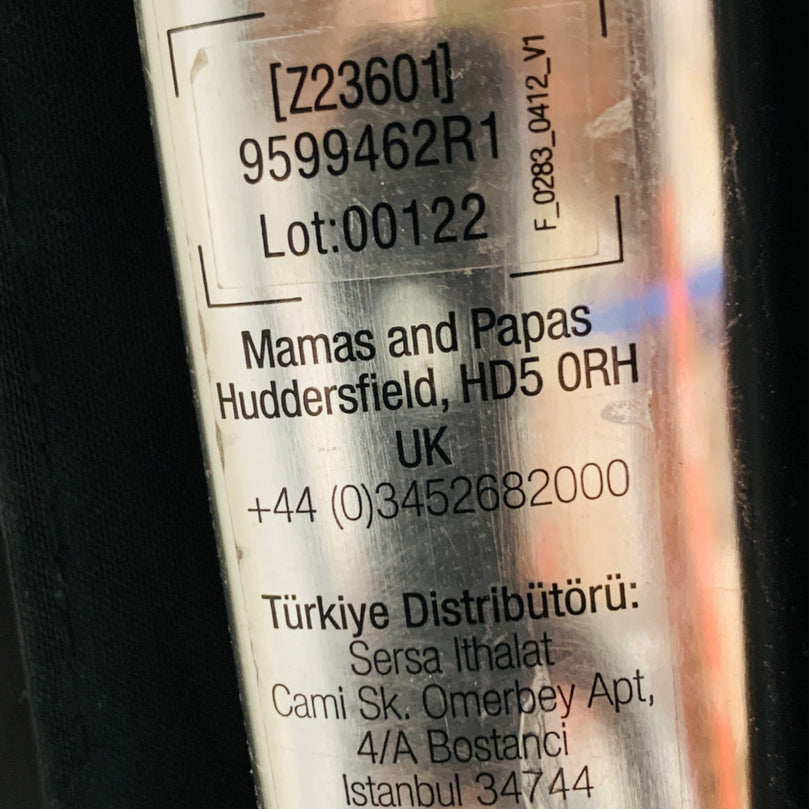 [Z23601]
9599462R1
Lot:00122
F_0283_0412_V1
Mamas and Papas
Huddersfield, HD5 0RH
UK
+44 (0)3452682000
Türkiye Distribütörü:
Sersa Ithalat
Cami Sk. Omerbey Apt,
4/A Bostanci
Istanbul 34744